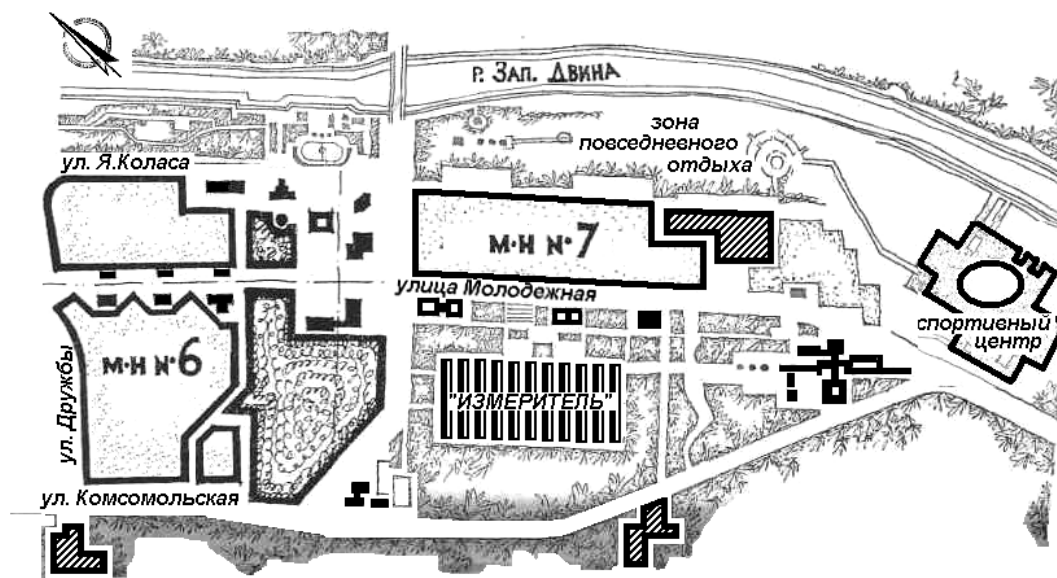 Р. ЗАП. ДВИНА
зона
повседневного
отдыха
ул. Я.Коласа
М-Н №7
улица Молодежная
спортивный
центр
ул. Дружбы
М-Н №6
"ИЗМЕРИТЕЛЬ"
ул. Комсомольская